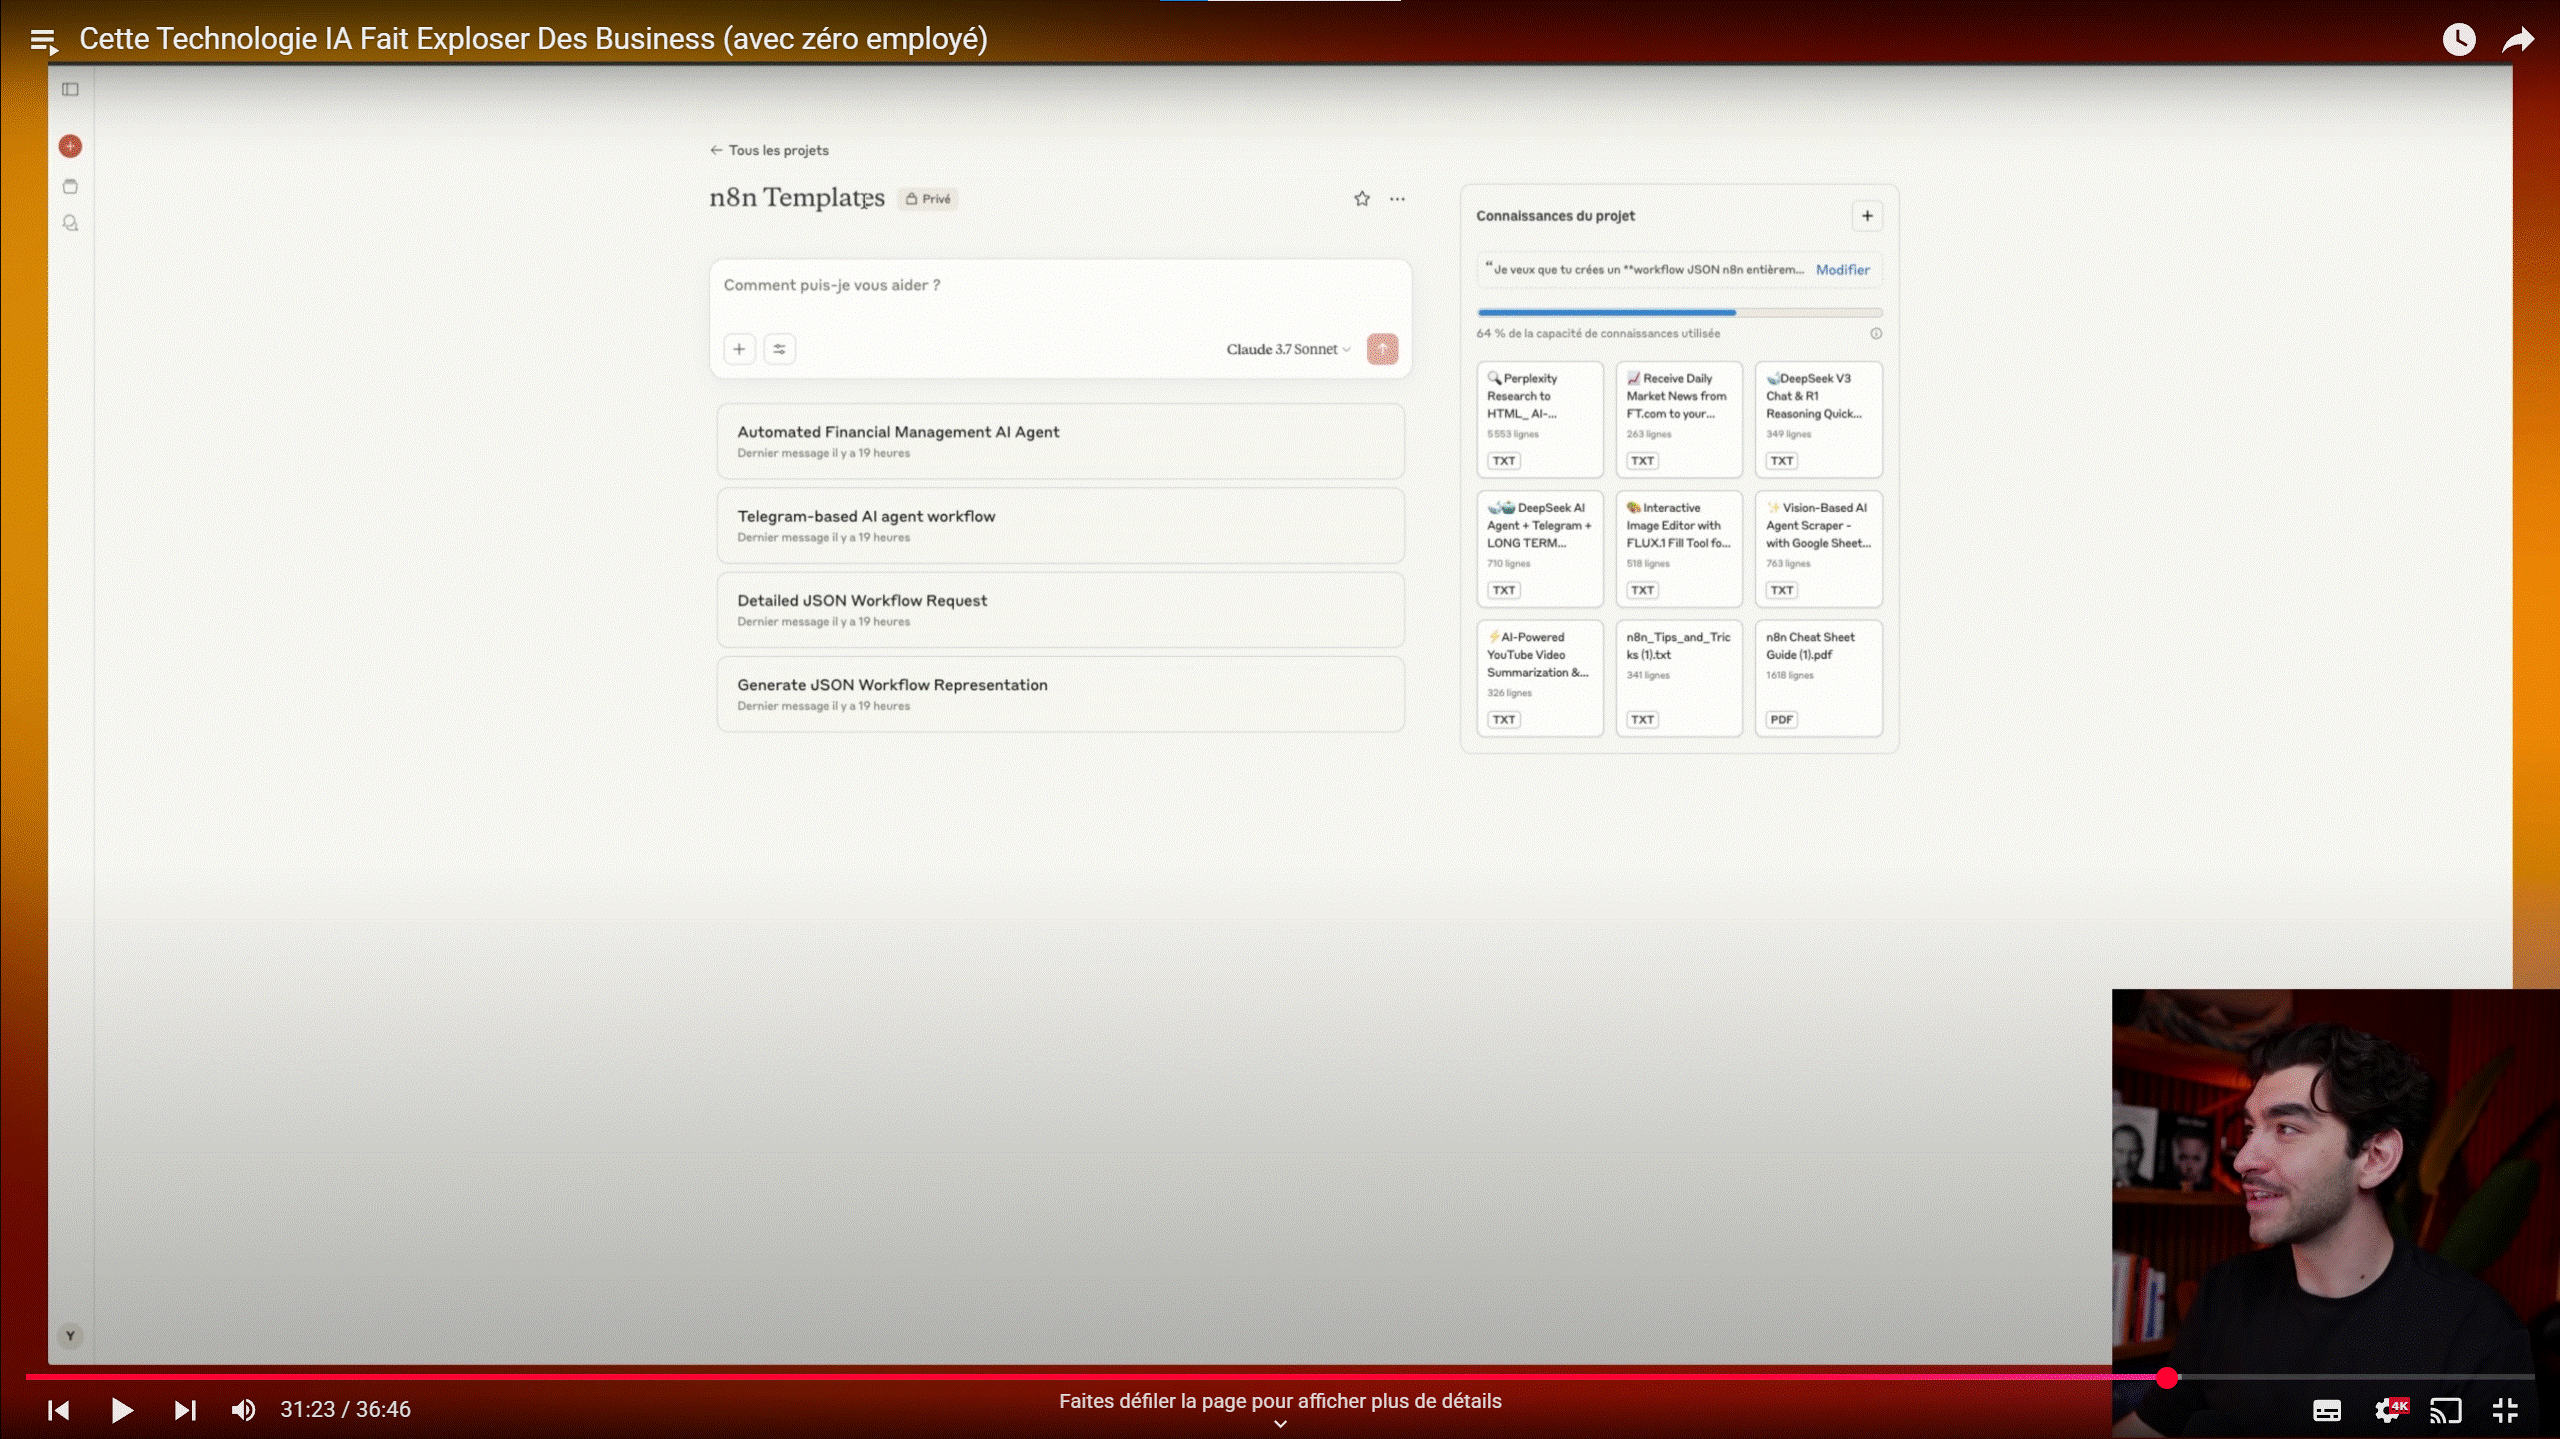 Cette Technologie IA Fait Exploser Des Business (avec zéro employé)
← Tous les projets
n8n Templates
Privé
Comment puis-je vous aider ?
Claude 3.7 Sonnet
Automated Financial Management AI Agent
Dernier message il y a 19 heures
Telegram-based AI agent workflow
Dernier message il y a 19 heures
Detailed JSON Workflow Request
Dernier message il y a 19 heures
Generate JSON Workflow Representation
Dernier message il y a 19 heures
Connaissances du projet
“Je veux que tu crées un **workflow JSON n8n entièrem...
Modifier
64 % de la capacité de connaissances utilisée
🔍 Perplexity
Research to
HTML_ AI-...
5 553 lignes
TXT
📈 Receive Daily
Market News from
FT.com to your...
263 lignes
TXT
🐋DeepSeek V3
Chat & R1
Reasoning Quick...
349 lignes
TXT
🐋🤖 DeepSeek AI
Agent + Telegram +
LONG TERM...
710 lignes
TXT
🎨 Interactive
Image Editor with
FLUX.1 Fill Tool fo...
518 lignes
TXT
✨ Vision-Based AI
Agent Scraper -
with Google Sheet...
763 lignes
TXT
⚡AI-Powered
YouTube Video
Summarization &...
326 lignes
TXT
n8n_Tips_and_Tric
ks (1).txt
341 lignes
TXT
n8n Cheat Sheet
Guide (1).pdf
1 618 lignes
PDF
Y
31:23 / 36:46
Faites défiler la page pour afficher plus de détails
4K